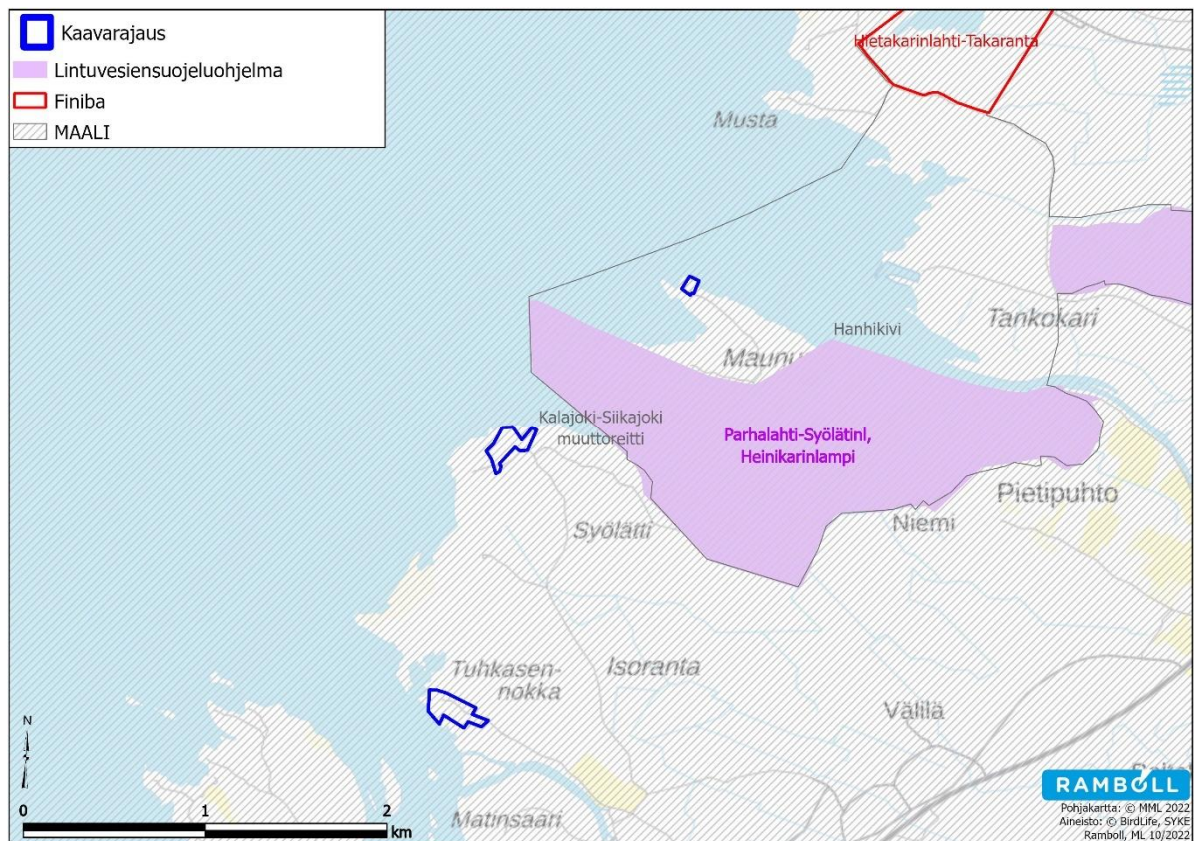 Kaavarajaus
Lintuvesiensuojeluohjelma
Finiba
MAALI
Hietakarinlahti-Takaranta
Musta
Tankokari
Hanhikivi
Maunu
Kalajoki-Siikajoki
muuttoreitti
Parhalahti-Syölätinl,
Heinikarinlampi
Pietipuhto
Niemi
Syölätti
Isoranta
Tuhkasen-
nokka
Välilä
Matinsaari
N
0 1 2
km
RAMBOLL
Pohjakartta: © MML 2022
Aineisto: © BirdLife, SYKE
Ramboll, ML 10/2022